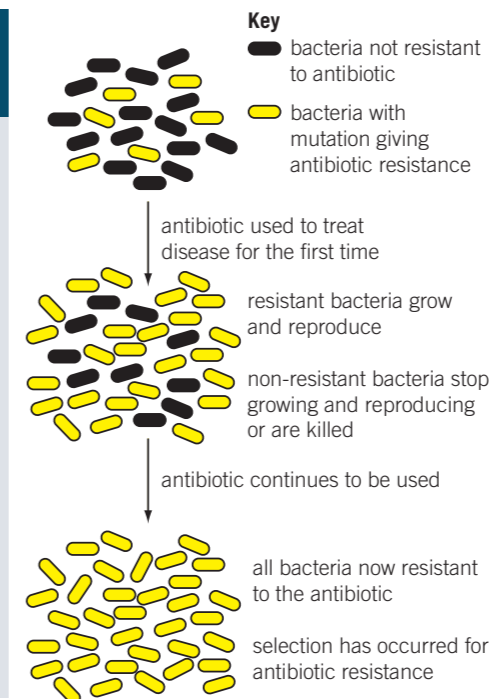 Key
bacteria not resistant
to antibiotic
bacteria with
mutation giving
antibiotic resistance
antibiotic used to treat
disease for the first time
resistant bacteria grow
and reproduce
non-resistant bacteria stop
growing and reproducing
or are killed
antibiotic continues to be used
all bacteria now resistant
to the antibiotic
selection has occurred for
antibiotic resistance